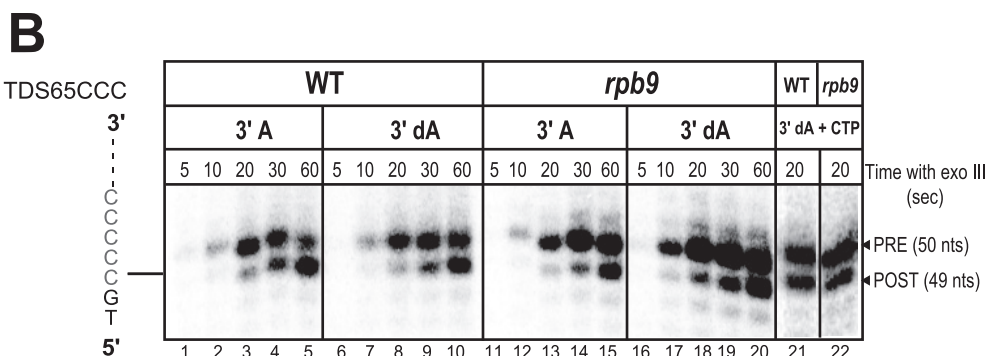 B
TDS65CCC
WT rpb9 WT rpb9
3' A 3' dA 3' A 3' dA 3' dA + CTP
5 10 20 30 60 5 10 20 30 60 5 10 20 30 60 5 10 20 30 60 20 20 Time with exo III
(sec)
3'
C
C
C
C
C
G
T
5'
PRE (50 nts)
POST (49 nts)
1 2 3 4 5 6 7 8 9 10 11 12 13 14 15 16 17 18 19 20 21 22